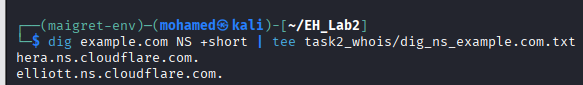 ┌──(maigret-env)─(mohamed㉿kali)-[~/EH_Lab2]
└─$ dig example.com NS +short | tee task2_whois/dig_ns_example.com.txt
hera.ns.cloudflare.com.
elliott.ns.cloudflare.com.